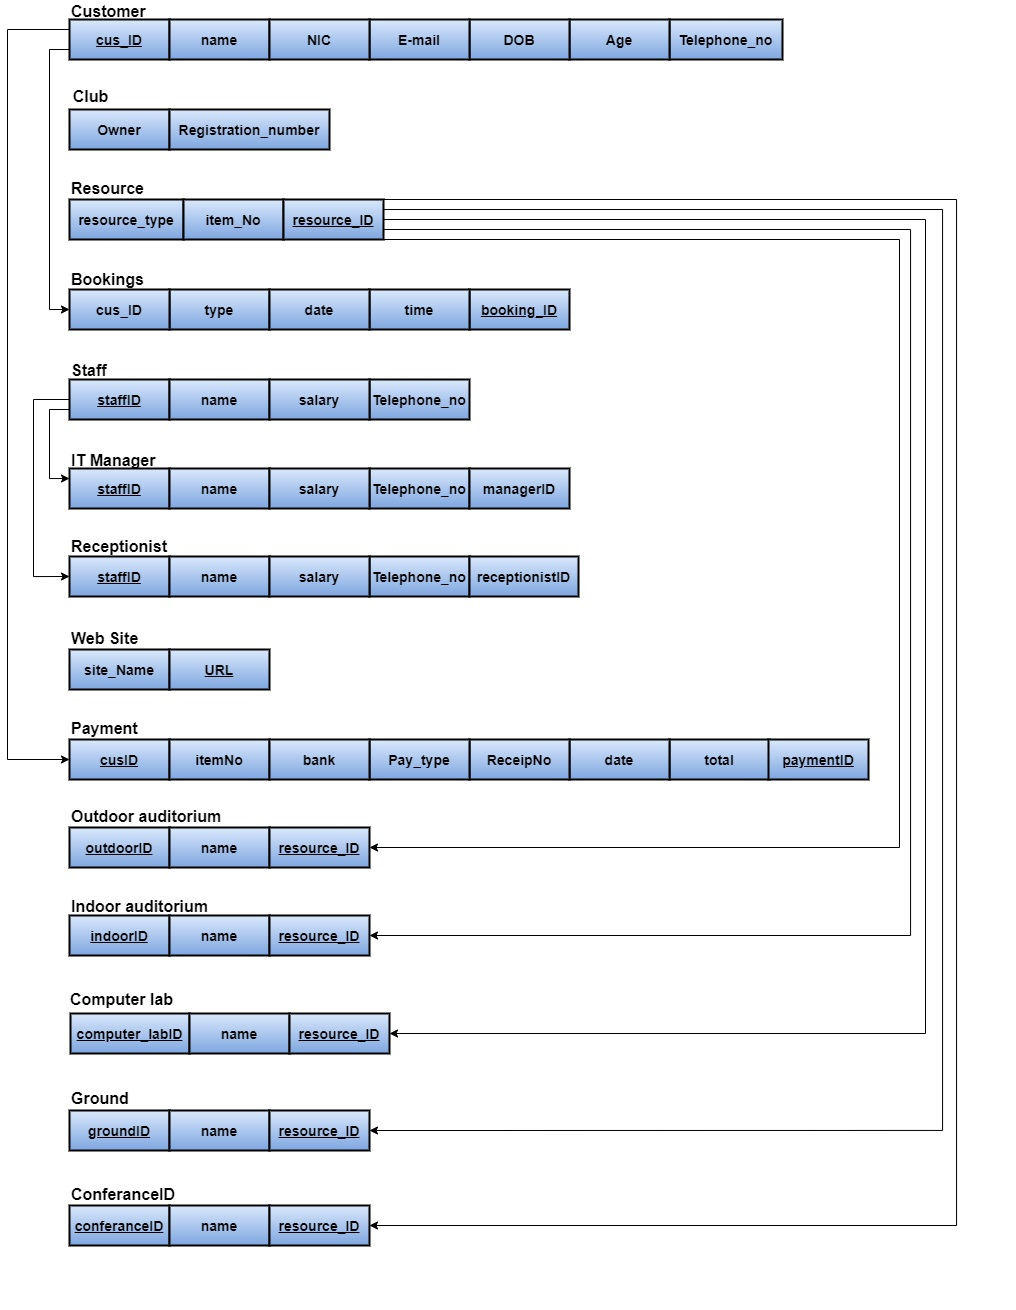 Customer
cus_ID name NIC E-mail DOB Age Telephone_no
Club
Owner Registration_number
Resource
resource_type item_No resource_ID
Bookings
cus_ID type date time booking_ID
Staff
staffID name salary Telephone_no
IT Manager
staffID name salary Telephone_no managerID
Receptionist
staffID name salary Telephone_no receptionistID
Web Site
site_Name URL
Payment
cusID itemNo bank Pay_type ReceipNo date total paymentID
Outdoor auditorium
outdoorID name resource_ID
Indoor auditorium
indoorID name resource_ID
Computer lab
computer_labID name resource_ID
Ground
groundID name resource_ID
ConferanceID
conferanceID name resource_ID